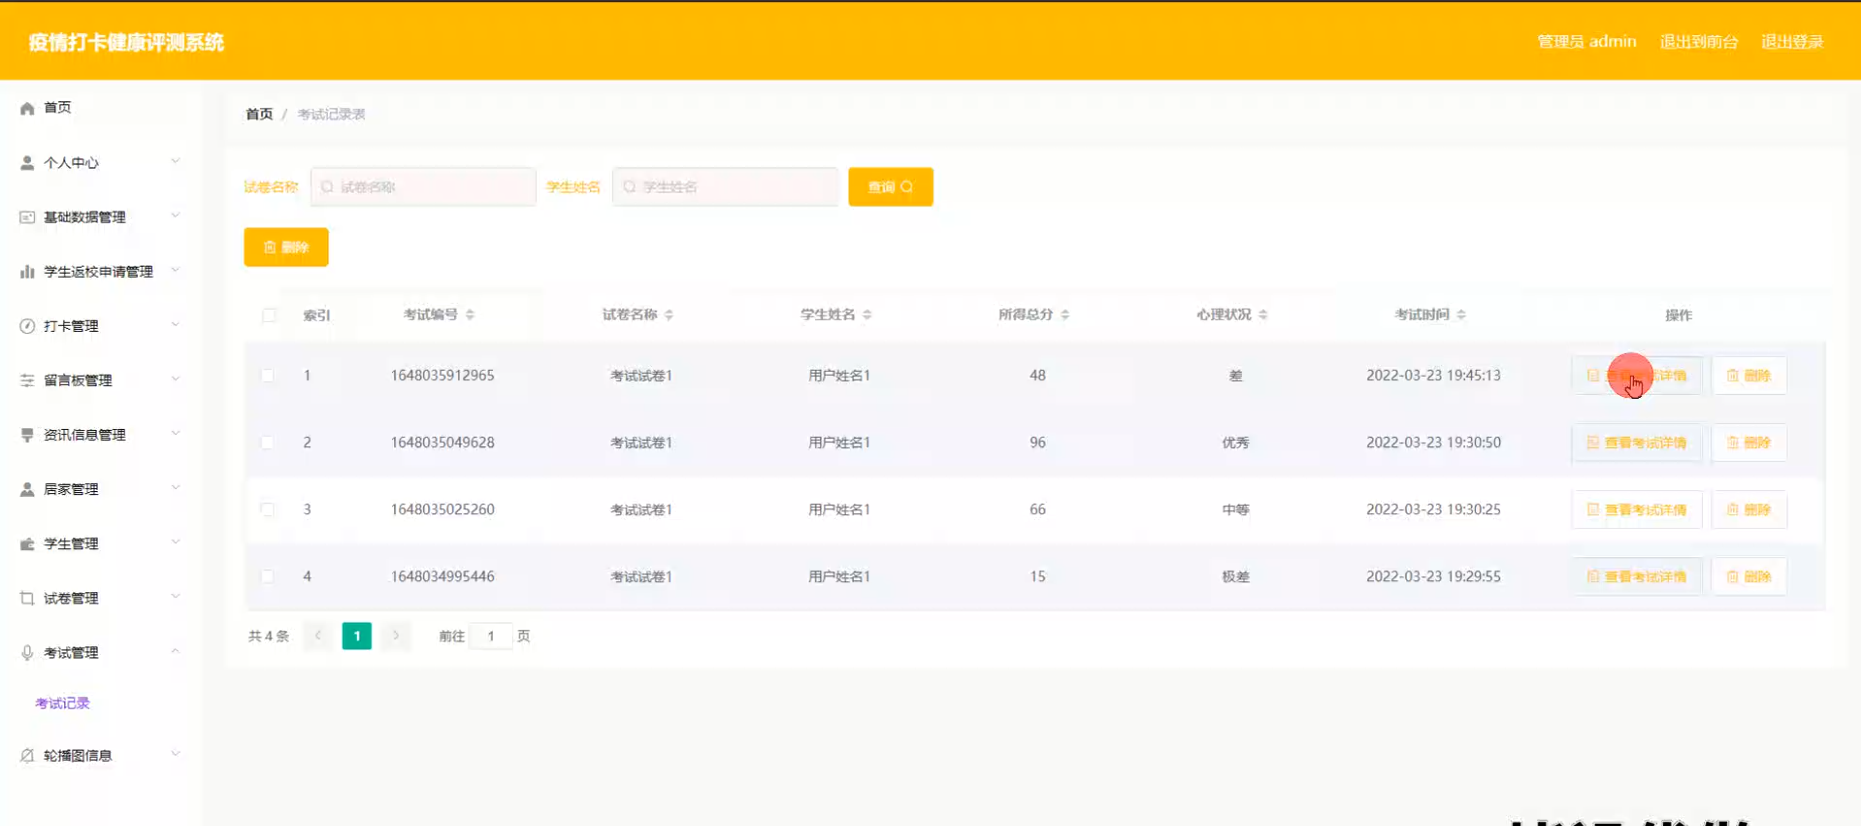 疫情打卡健康评测系统
管理员 admin 退出到前台 退出登录
首页
个人中心
基础数据管理
学生返校申请管理
打卡管理
留言板管理
资讯信息管理
居家管理
学生管理
试卷管理
考试管理
考试记录
轮播图信息
首页 / 考试记录表
试卷名称 试卷名称 学生姓名 学生姓名 查询
删除
索引 考试编号 试卷名称 学生姓名 所得总分 心理状况 考试时间 操作
1 1648035912965 考试试卷1 用户姓名1 48 差 2022-03-23 19:45:13 查看考试详情 删除
2 1648035049628 考试试卷1 用户姓名1 96 优秀 2022-03-23 19:30:50 查看考试详情 删除
3 1648035025260 考试试卷1 用户姓名1 66 中等 2022-03-23 19:30:25 查看考试详情 删除
4 1648034995446 考试试卷1 用户姓名1 15 极差 2022-03-23 19:29:55 查看考试详情 删除
共 4 条 1 前往 1 页